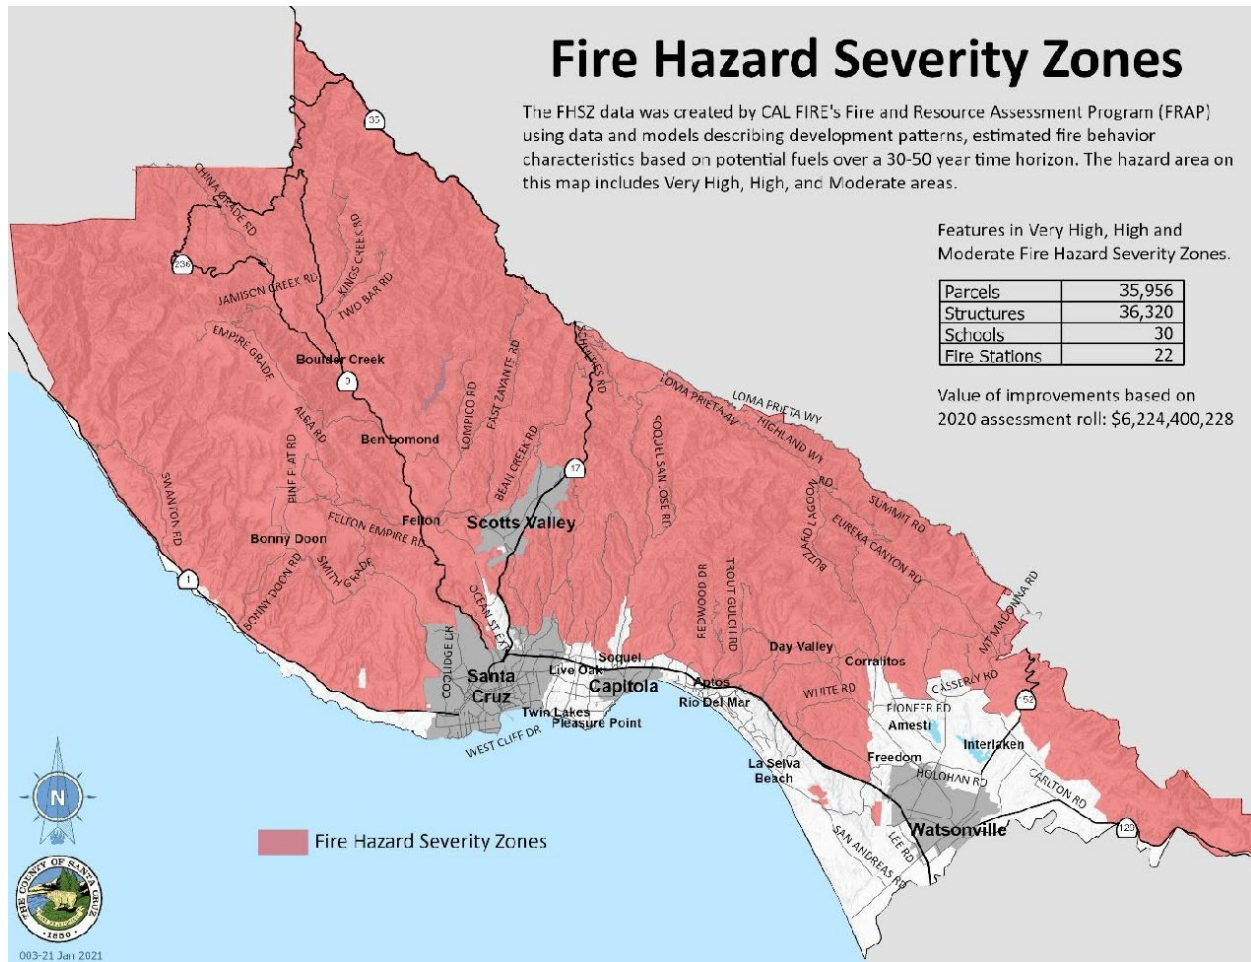 Fire Hazard Severity Zones
The FHSZ data was created by CAL FIRE's Fire and Resource Assessment Program (FRAP)
using data and models describing development patterns, estimated fire behavior
characteristics based on potential fuels over a 30-50 year time horizon. The hazard area on
this map includes Very High, High, and Moderate areas.
Features in Very High, High and
Moderate Fire Hazard Severity Zones.
Parcels 35,956
Structures 36,320
Schools 30
Fire Stations 22
Value of improvements based on
2020 assessment roll: $6,224,400,228
35
CHINA GRADE RD
KINGS CREEK RD
236
JAMISON CREEK RD
TWO BAR RD
EMPIRE GRADE
Boulder Creek
9
SCHULTIES RD
EAST ZAYANTE RD
LOMPICO RD
LOMA PRIETA AV
LOMA PRIETA WY
HIGHLAND WY
ALBA RD
Ben Lomond
PINE FLAT RD
BEAN CREEK RD
SOQUEL SAN JOSE RD
17
SWANTON RD
BUZZARD LAGOON RD
SUMMIT RD
EUREKA CANYON RD
Felton
FELTON EMPIRE RD
Scotts Valley
Bonny Doon
SMITH GRADE
BONNY DOON RD
1
OCEAN ST EXT
REDWOOD DR
TROUT GULCH RD
MT MADONNA RD
COOLIDGE DR
Day Valley
Corralitos
Soquel
Live Oak
Santa
Cruz
Capitola
Aptos
Rio Del Mar
WHITE RD
CASSERLY RD
152
PIONEER RD
Amesti
Twin Lakes
Pleasure Point
WEST CLIFF DR
Interlaken
Freedom
La Selva
Beach
HOLOHAN RD
CARLTON RD
Watsonville
129
LEE RD
SAN ANDREAS RD
N
Fire Hazard Severity Zones
THE COUNTY OF SANTA CRUZ
1850
003-21 Jan 2021